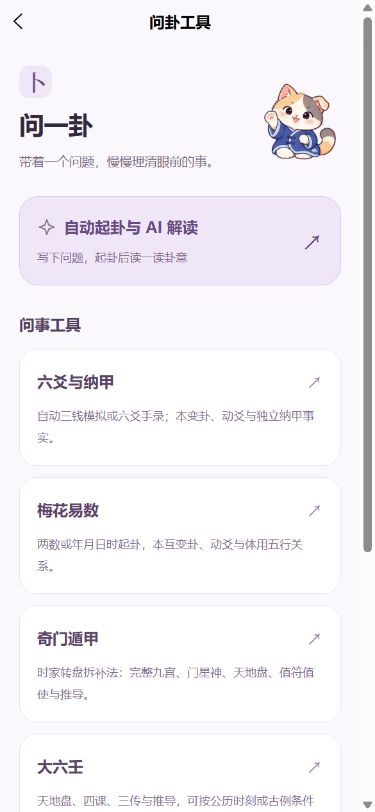 问卦工具
卜
问一卦
带着一个问题，慢慢理清眼前的事。
自动起卦与 AI 解读
写下问题，起卦后读一读卦意
问事工具
六爻与纳甲
自动三钱模拟或六爻手录；本变卦、动爻与独立纳甲事
实。
梅花易数
两数或年月日时起卦，本互变卦、动爻与体用五行关
系。
奇门遁甲
时家转盘拆补法：完整九宫、门星神、天地盘、值符值
使与推导。
大六壬
天地盘、四课、三传与推导，可按公历时刻或古例条件